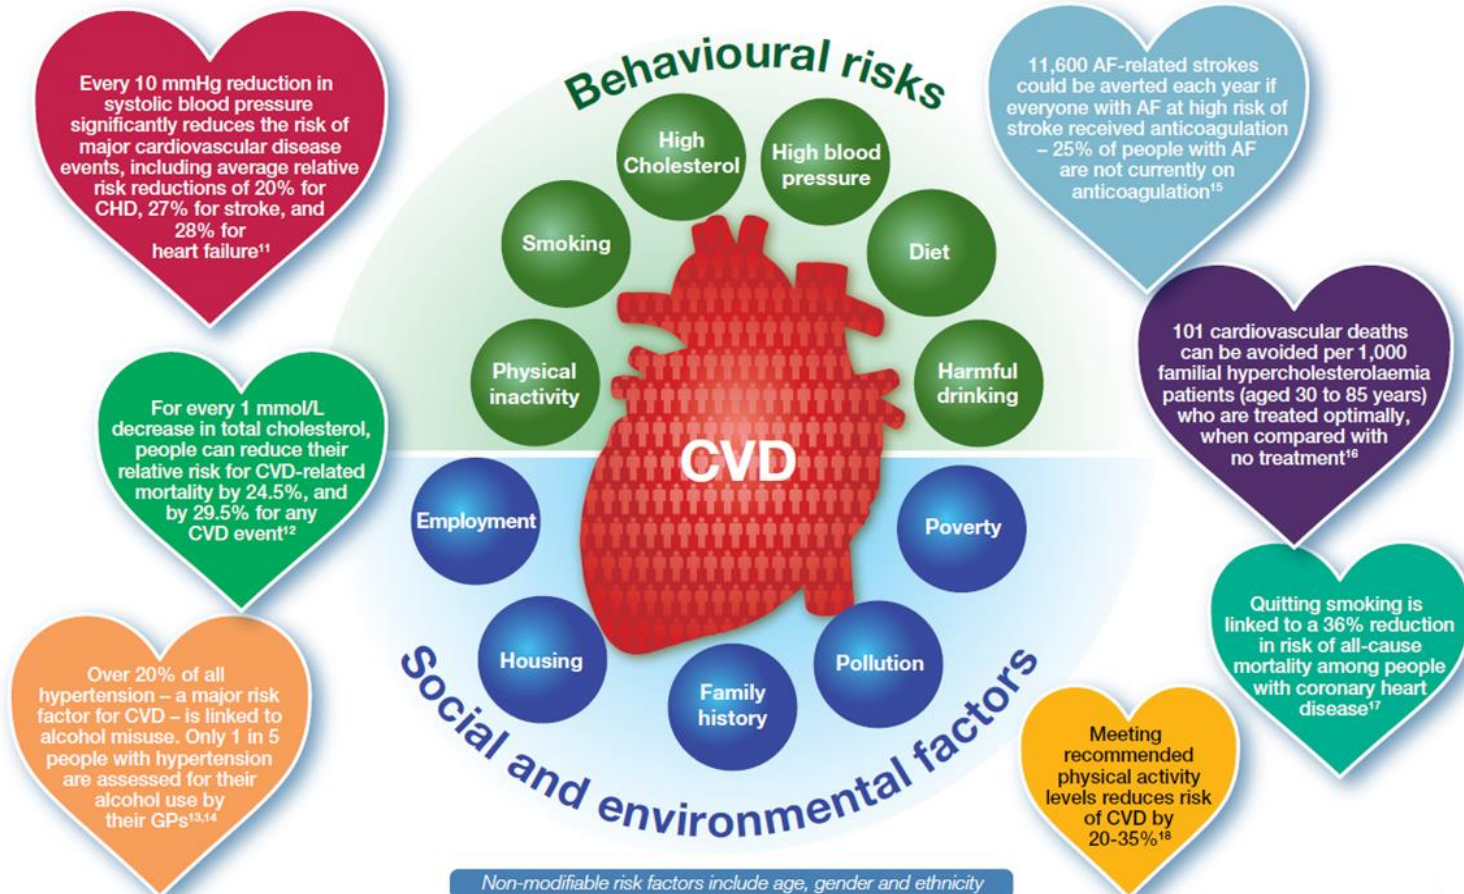 Every 10 mmHg reduction in
systolic blood pressure
significantly reduces the risk of
major cardiovascular disease
events, including average relative
risk reductions of 20% for
CHD, 27% for stroke, and
28% for
heart failure¹¹
For every 1 mmol/L
decrease in total cholesterol,
people can reduce their
relative risk for CVD-related
mortality by 24.5%, and
by 29.5% for any
CVD event¹²
Over 20% of all
hypertension – a major risk
factor for CVD – is linked to
alcohol misuse. Only 1 in 5
people with hypertension
are assessed for their
alcohol use by
their GPs¹³,¹⁴
Behavioural risks
High
Cholesterol
High blood
pressure
Smoking
Diet
Physical
inactivity
Harmful
drinking
CVD
Employment
Poverty
Housing
Pollution
Family
history
Social and environmental factors
Non-modifiable risk factors include age, gender and ethnicity
11,600 AF-related strokes
could be averted each year if
everyone with AF at high risk of
stroke received anticoagulation
– 25% of people with AF
are not currently on
anticoagulation¹⁵
101 cardiovascular deaths
can be avoided per 1,000
familial hypercholesterolaemia
patients (aged 30 to 85 years)
who are treated optimally,
when compared with
no treatment¹⁶
Quitting smoking is
linked to a 36% reduction
in risk of all-cause
mortality among people
with coronary heart
disease¹⁷
Meeting
recommended
physical activity
levels reduces risk
of CVD by
20-35%¹⁸